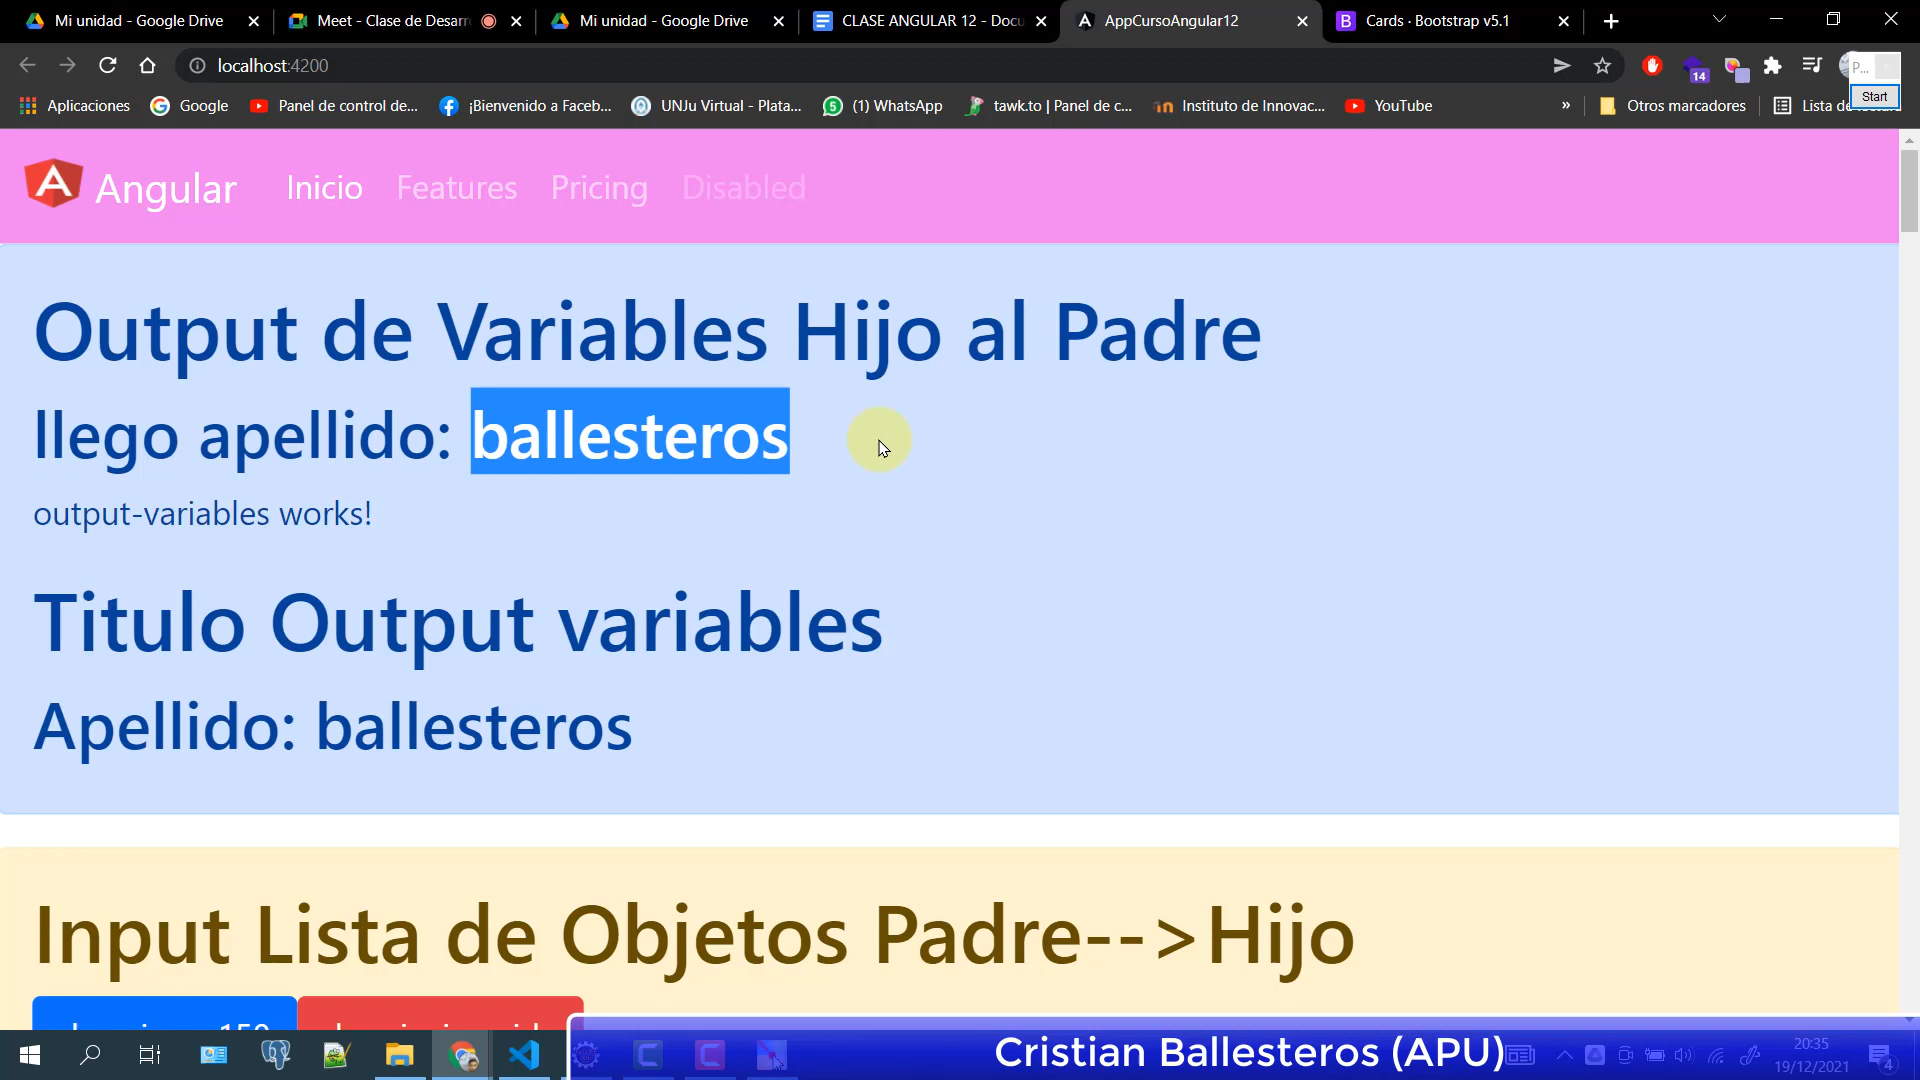 Mi unidad - Google Drive
Meet - Clase de Desarr
Mi unidad - Google Drive
CLASE ANGULAR 12 - Docu
AppCursoAngular12
Cards · Bootstrap v5.1
localhost:4200
14
P...
Start
Aplicaciones
Google
Panel de control de...
¡Bienvenido a Faceb...
UNJu Virtual - Plata...
(1) WhatsApp
tawk.to | Panel de c...
Instituto de Innovac...
YouTube
»
Otros marcadores
Lista de
Angular
Inicio
Features
Pricing
Disabled
Output de Variables Hijo al Padre
llego apellido: ballesteros
output-variables works!
Titulo Output variables
Apellido: ballesteros
Input Lista de Objetos Padre-->Hijo
Cristian Ballesteros (APU)
20:35
19/12/2021
4